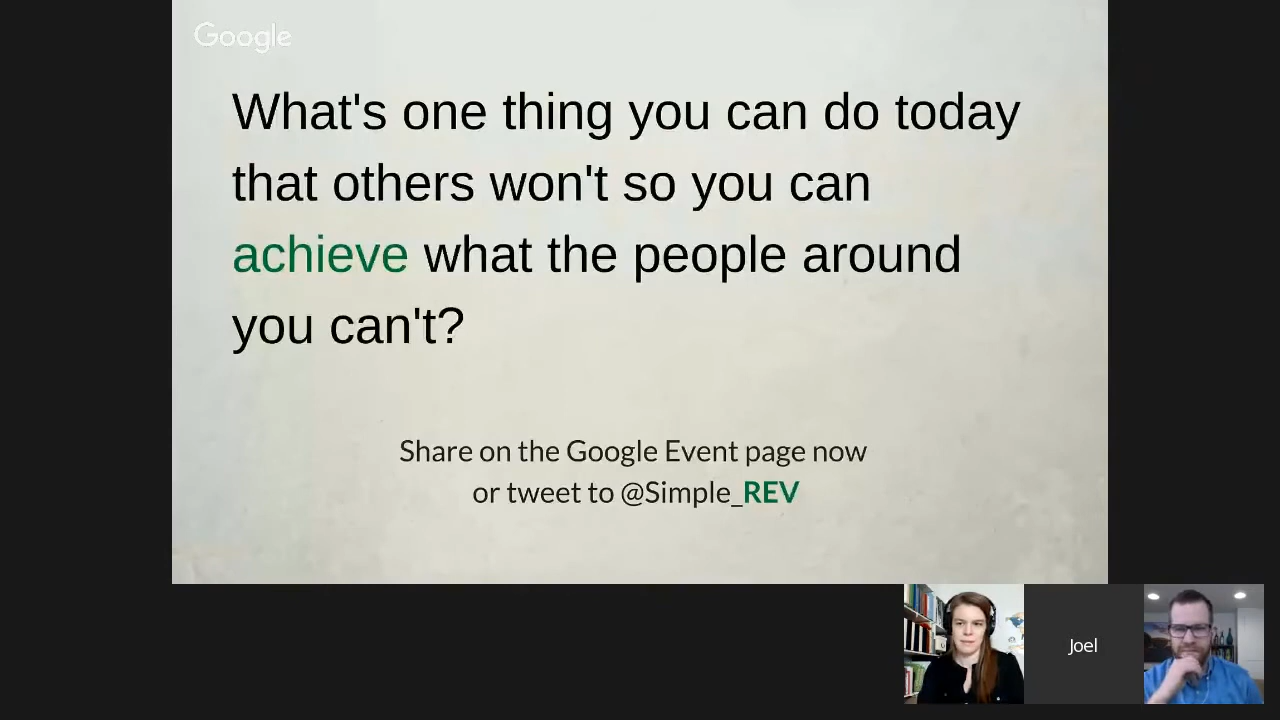 Google
What's one thing you can do today
that others won't so you can
achieve what the people around
you can't?
Share on the Google Event page now
or tweet to @Simple_REV
Joel